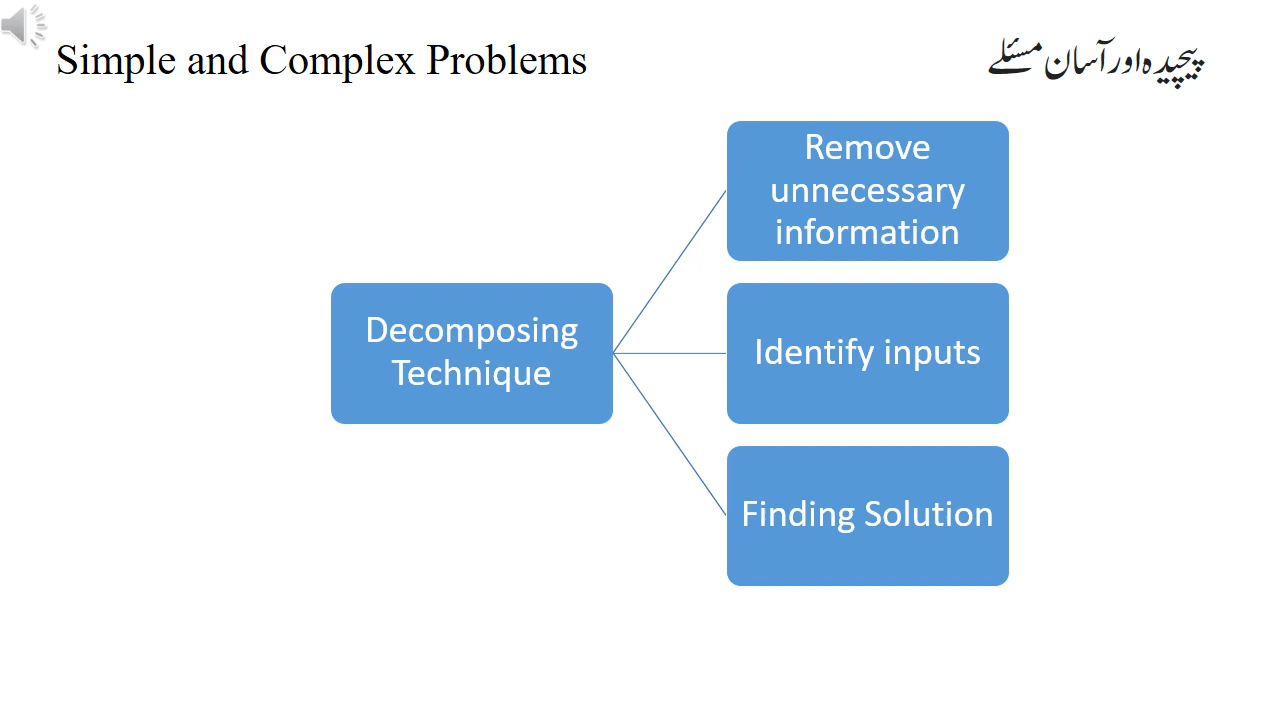 Simple and Complex Problems
پیچیدہ اور آسان مسئلے
Remove
unnecessary
information
Decomposing
Technique
Identify inputs
Finding Solution